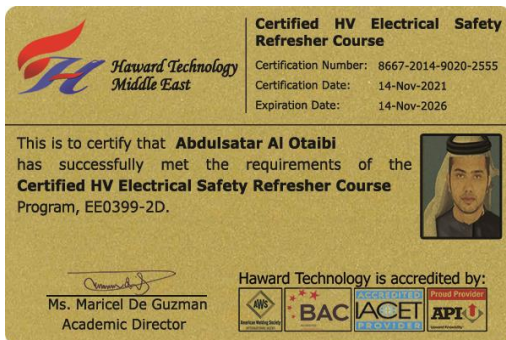 Haward Technology
Middle East
Certified HV Electrical Safety
Refresher Course
Certification Number: 8667-2014-9020-2555
Certification Date: 14-Nov-2021
Expiration Date: 14-Nov-2026
This is to certify that Abdulsatar Al Otaibi
has successfully met the requirements of the
Certified HV Electrical Safety Refresher Course
Program, EE0399-2D.
Ms. Maricel De Guzman
Academic Director
Haward Technology is accredited by:
AWS
American Welding Society
BAC
ACCREDITED
IACET
PROVIDER
Proud Provider
API U